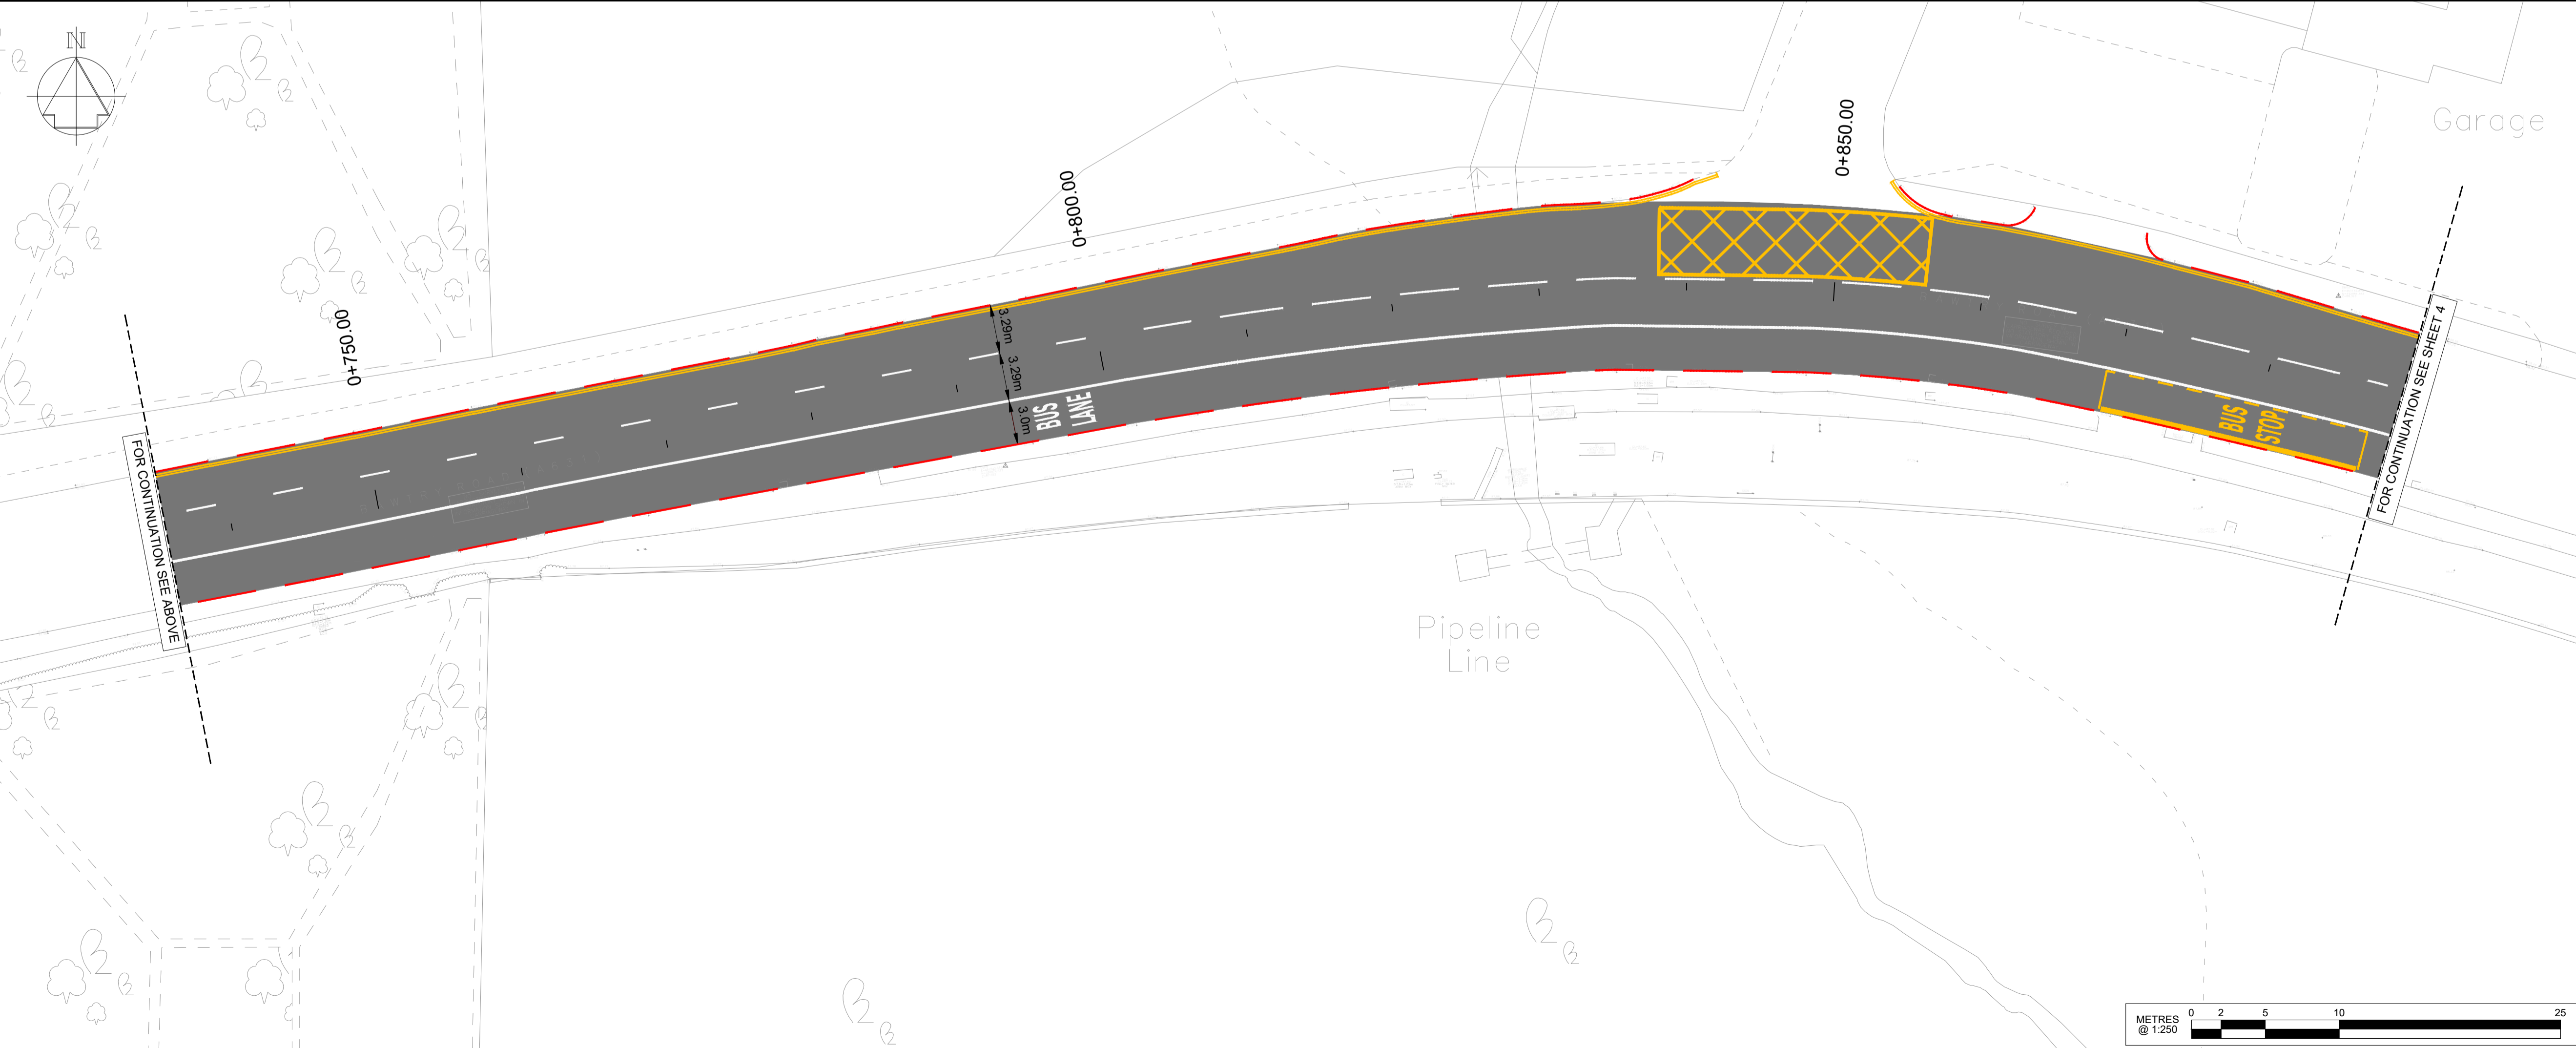 N
Garage
0+850.00
0+800.00
0+750.00
3.29m
3.29m
3.0m
BUS
LANE
BUS
STOP
FOR CONTINUATION SEE ABOVE
FOR CONTINUATION SEE SHEET 4
Pipeline
Line
METRES
@ 1:250
0 2 5 10 25